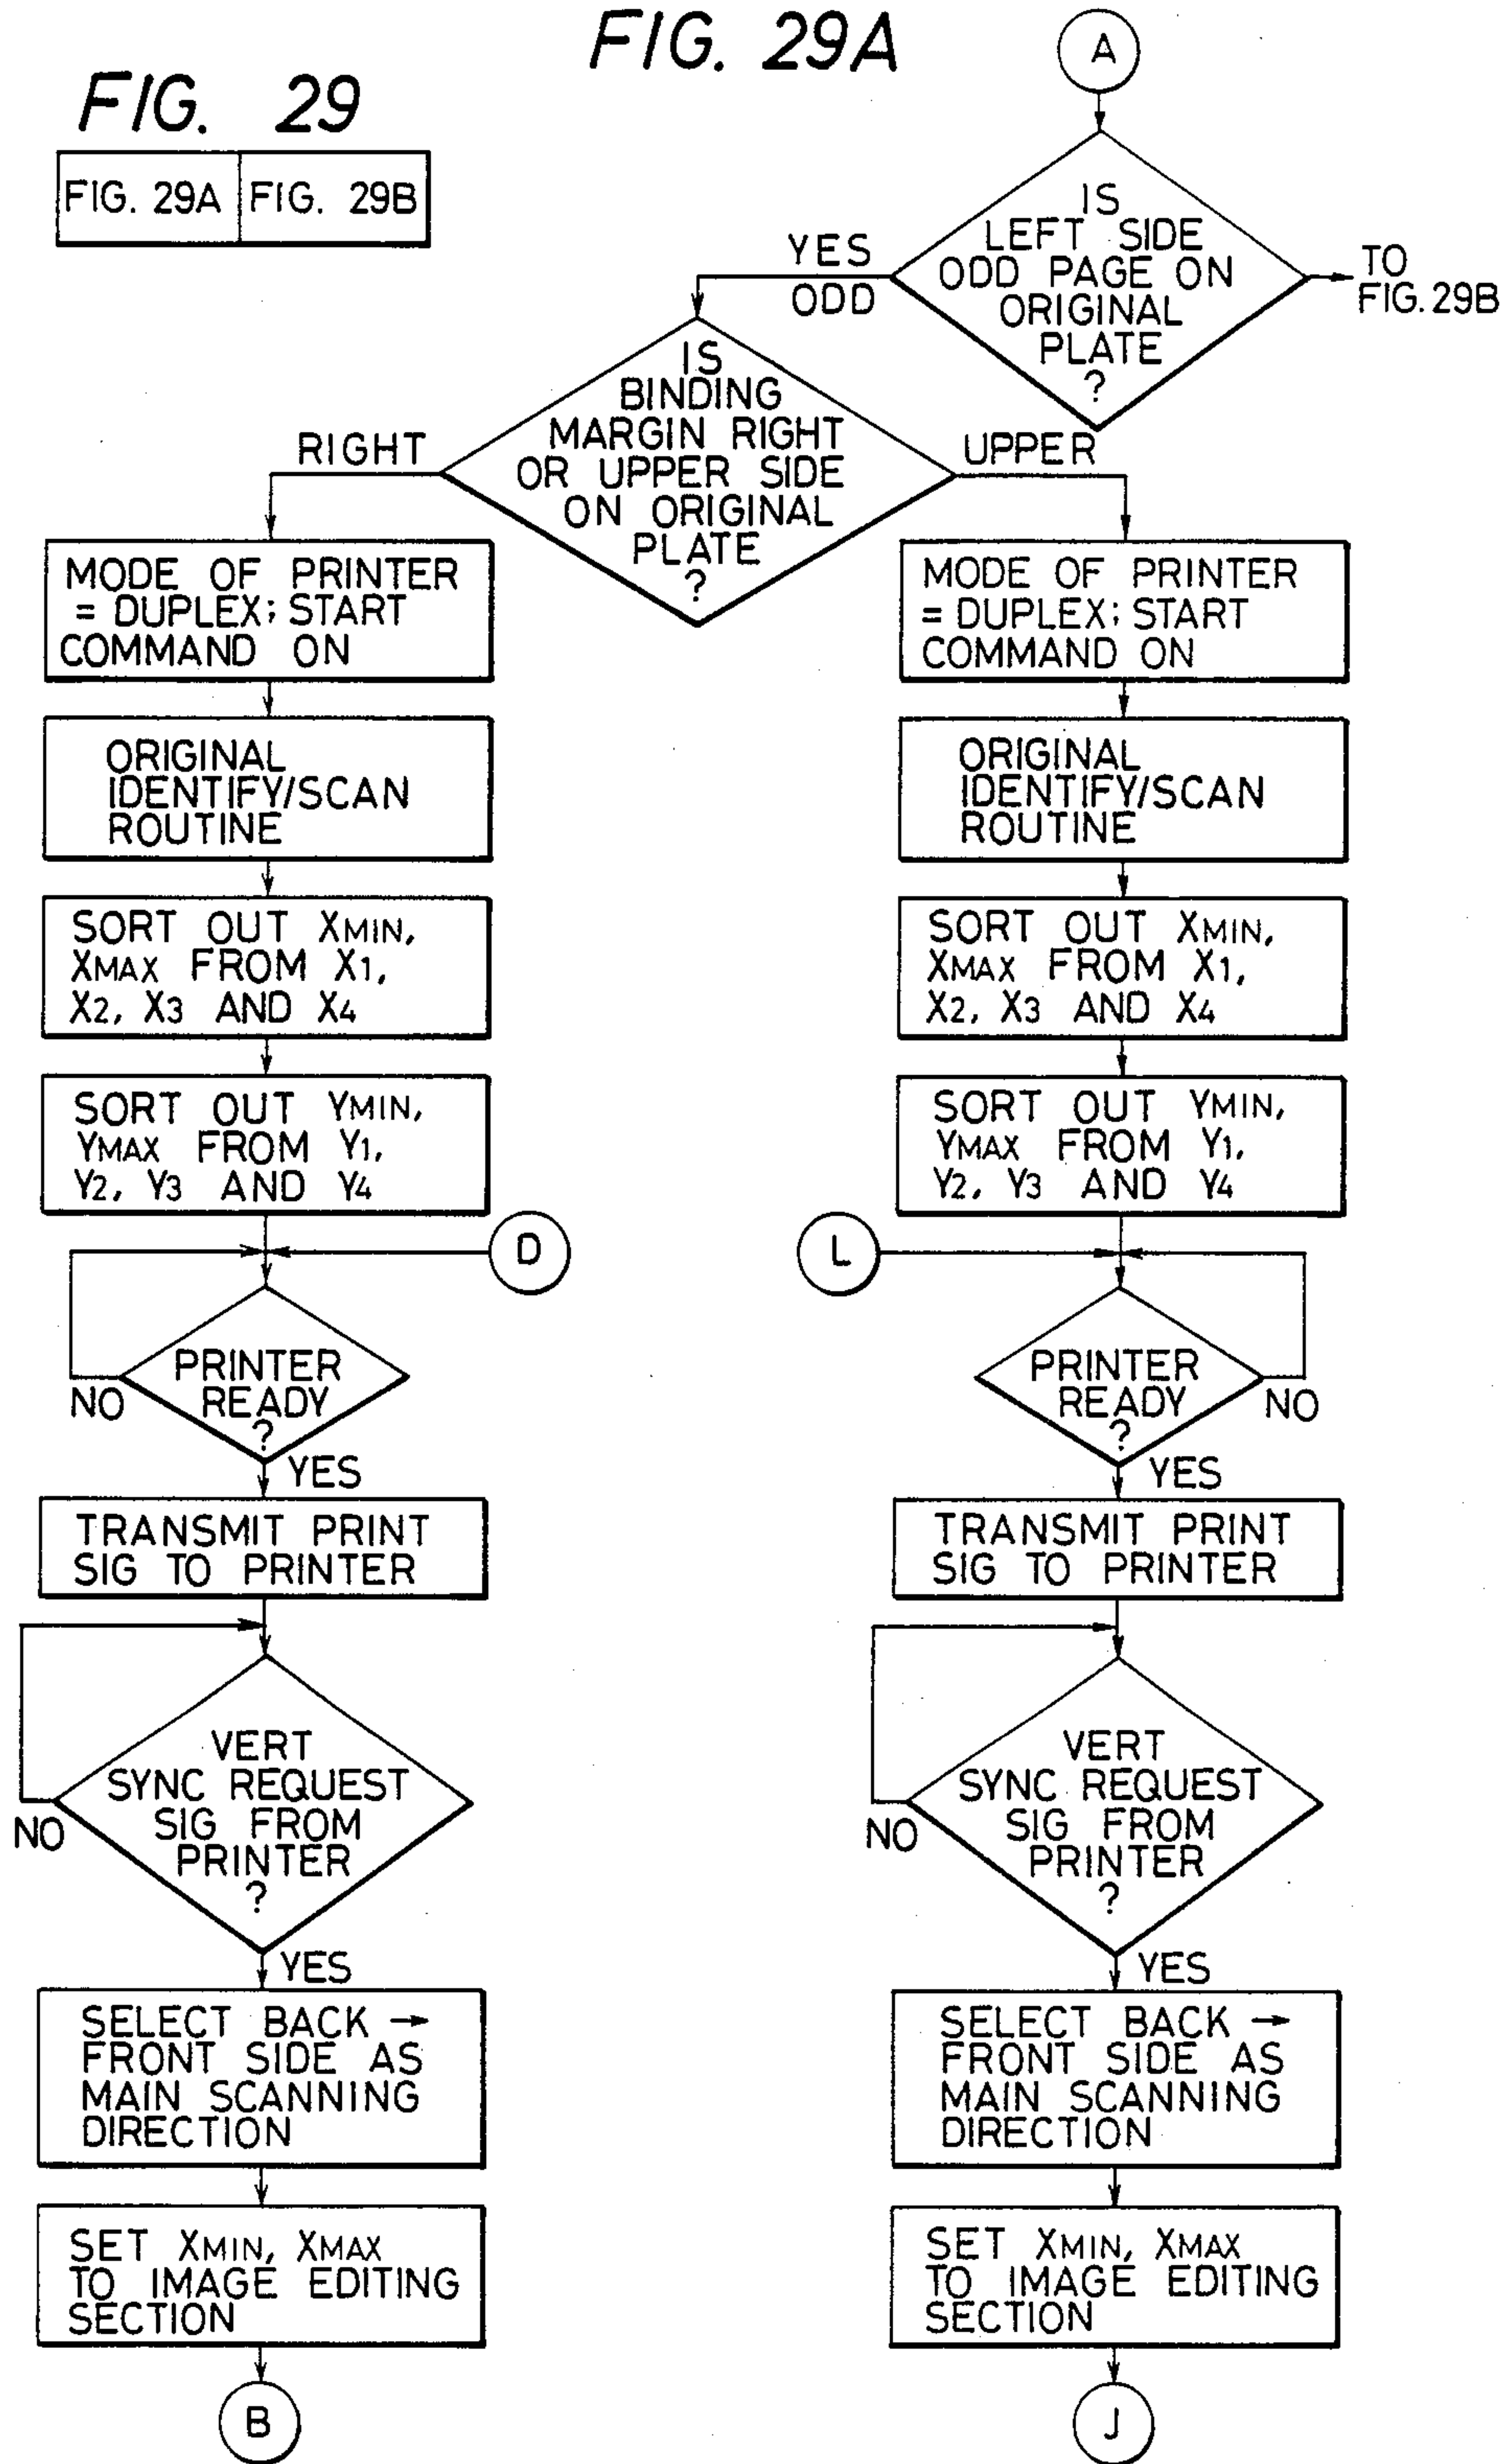 FIG. 29A
FIG. 29
FIG. 29A FIG. 29B
A
IS
LEFT SIDE
ODD PAGE ON
ORIGINAL
PLATE
?
YES
ODD
TO
FIG. 29B
IS
BINDING
MARGIN RIGHT
OR UPPER SIDE
ON ORIGINAL
PLATE
?
RIGHT
UPPER
MODE OF PRINTER
= DUPLEX; START
COMMAND ON
ORIGINAL
IDENTIFY/SCAN
ROUTINE
SORT OUT XMIN,
XMAX FROM X1,
X2, X3 AND X4
SORT OUT YMIN,
YMAX FROM Y1,
Y2, Y3 AND Y4
D
PRINTER
READY
?
NO
YES
TRANSMIT PRINT
SIG TO PRINTER
VERT
SYNC REQUEST
SIG FROM
PRINTER
?
NO
YES
SELECT BACK →
FRONT SIDE AS
MAIN SCANNING
DIRECTION
SET XMIN, XMAX
TO IMAGE EDITING
SECTION
B
MODE OF PRINTER
= DUPLEX; START
COMMAND ON
ORIGINAL
IDENTIFY/SCAN
ROUTINE
SORT OUT XMIN,
XMAX FROM X1,
X2, X3 AND X4
SORT OUT YMIN,
YMAX FROM Y1,
Y2, Y3 AND Y4
L
PRINTER
READY
?
NO
YES
TRANSMIT PRINT
SIG TO PRINTER
VERT
SYNC REQUEST
SIG FROM
PRINTER
?
NO
YES
SELECT BACK →
FRONT SIDE AS
MAIN SCANNING
DIRECTION
SET XMIN, XMAX
TO IMAGE EDITING
SECTION
J